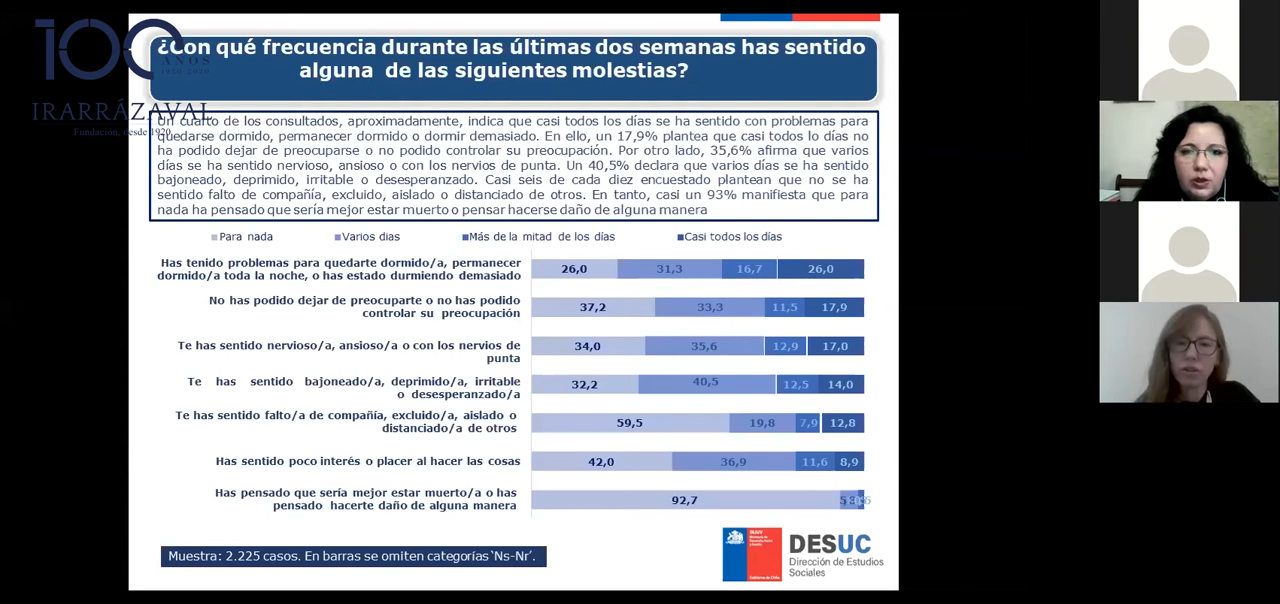 100
AÑOS
1920-2020
IRARRÁZAVAL
Fundación, desde 1920
¿Con qué frecuencia durante las últimas dos semanas has sentido
alguna de las siguientes molestias?
Un cuarto de los consultados, aproximadamente, indica que casi todos los días se ha sentido con problemas para
quedarse dormido, permanecer dormido o dormir demasiado. En ello, un 17,9% plantea que casi todos lo días no
ha podido dejar de preocuparse o no podido controlar su preocupación. Por otro lado, 35,6% afirma que varios
días se ha sentido nervioso, ansioso o con los nervios de punta. Un 40,5% declara que varios días se ha sentido
bajoneado, deprimido, irritable o desesperanzado. Casi seis de cada diez encuestado plantean que no se ha
sentido falto de compañía, excluido, aislado o distanciado de otros. En tanto, casi un 93% manifiesta que para
nada ha pensado que sería mejor estar muerto o pensar hacerse daño de alguna manera
Para nada Varios dias Más de la mitad de los días Casi todos los días
Has tenido problemas para quedarte dormido/a, permanecer
dormido/a toda la noche, o has estado durmiendo demasiado
26,0 31,3 16,7 26,0
No has podido dejar de preocuparte o no has podido
controlar su preocupación
37,2 33,3 11,5 17,9
Te has sentido nervioso/a, ansioso/a o con los nervios de
punta
34,0 35,6 12,9 17,0
Te has sentido bajoneado/a, deprimido/a, irritable
o desesperanzado/a
32,2 40,5 12,5 14,0
Te has sentido falto/a de compañía, excluido/a, aislado o
distanciado/a de otros
59,5 19,8 7,9 12,8
Has sentido poco interés o placer al hacer las cosas
42,0 36,9 11,6 8,9
Has pensado que sería mejor estar muerto/a o has
pensado hacerte daño de alguna manera
92,7
Muestra: 2.225 casos. En barras se omiten categorías ‘Ns-Nr’.
INJUV
Gobierno de Chile
DESUC
Dirección de Estudios
Sociales